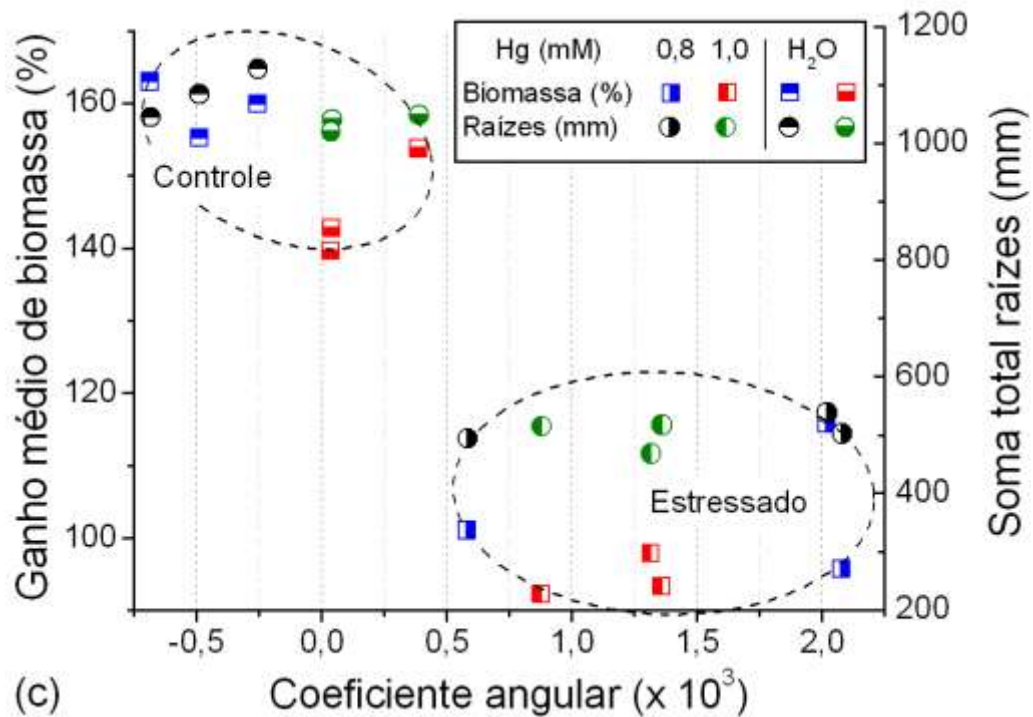 Hg (mM) 0,8 1,0 H₂O
Biomassa (%)
Raízes (mm)
Controle
Estressado
Ganho médio de biomassa (%)
160
140
120
100
Soma total raízes (mm)
1200
1000
800
600
400
200
-0,5 0,0 0,5 1,0 1,5 2,0
(c) Coeficiente angular (x 10³)